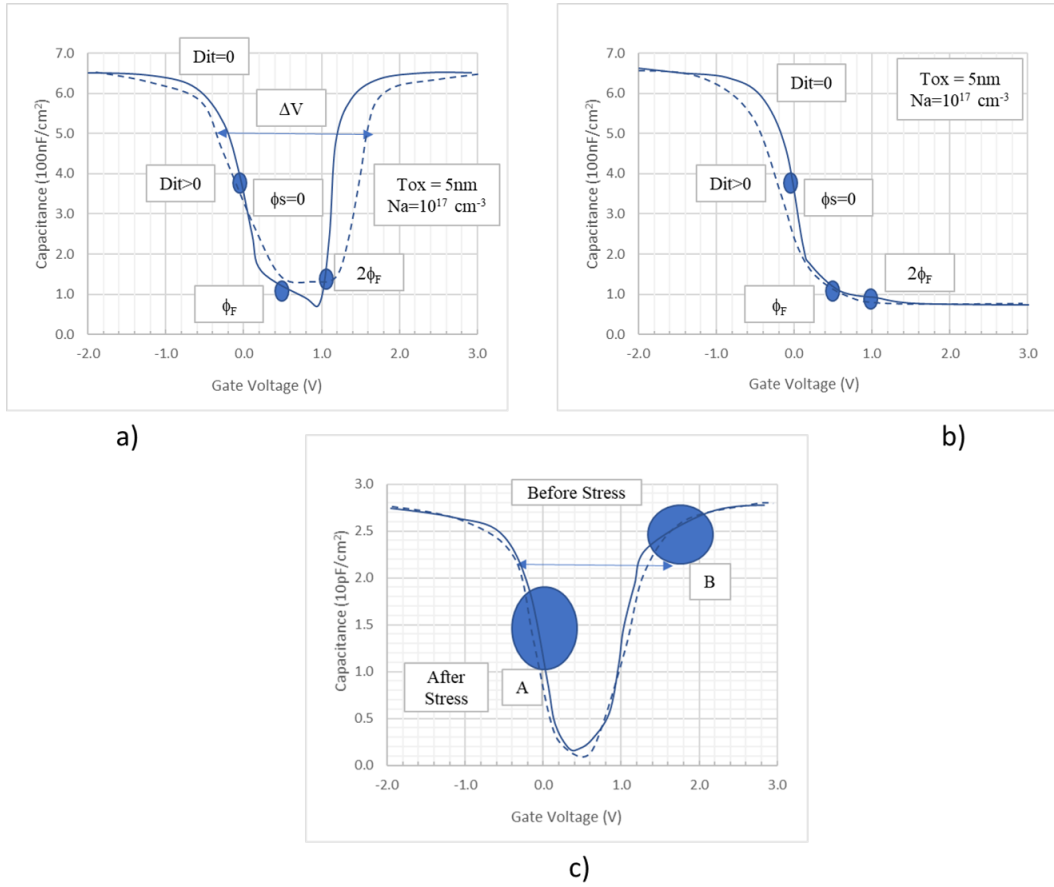 7.0
6.0
5.0
4.0
3.0
2.0
1.0
0.0
Capacitance (100nF/cm²)
Dit=0
ΔV
Dit>0
ϕs=0
Tox = 5nm
Na=10¹⁷ cm⁻³
2ϕF
ϕF
-2.0 -1.0 0.0 1.0 2.0 3.0
Gate Voltage (V)
a)
7.0
6.0
5.0
4.0
3.0
2.0
1.0
0.0
Capacitance (100nF/cm²)
Dit=0
Tox = 5nm
Na=10¹⁷ cm⁻³
Dit>0
ϕs=0
2ϕF
ϕF
-2.0 -1.0 0.0 1.0 2.0 3.0
Gate Voltage (V)
b)
3.0
2.5
2.0
1.5
1.0
0.5
0.0
Capacitance (10pF/cm²)
Before Stress
B
After
Stress
A
-2.0 -1.0 0.0 1.0 2.0 3.0
Gate Voltage (V)
c)